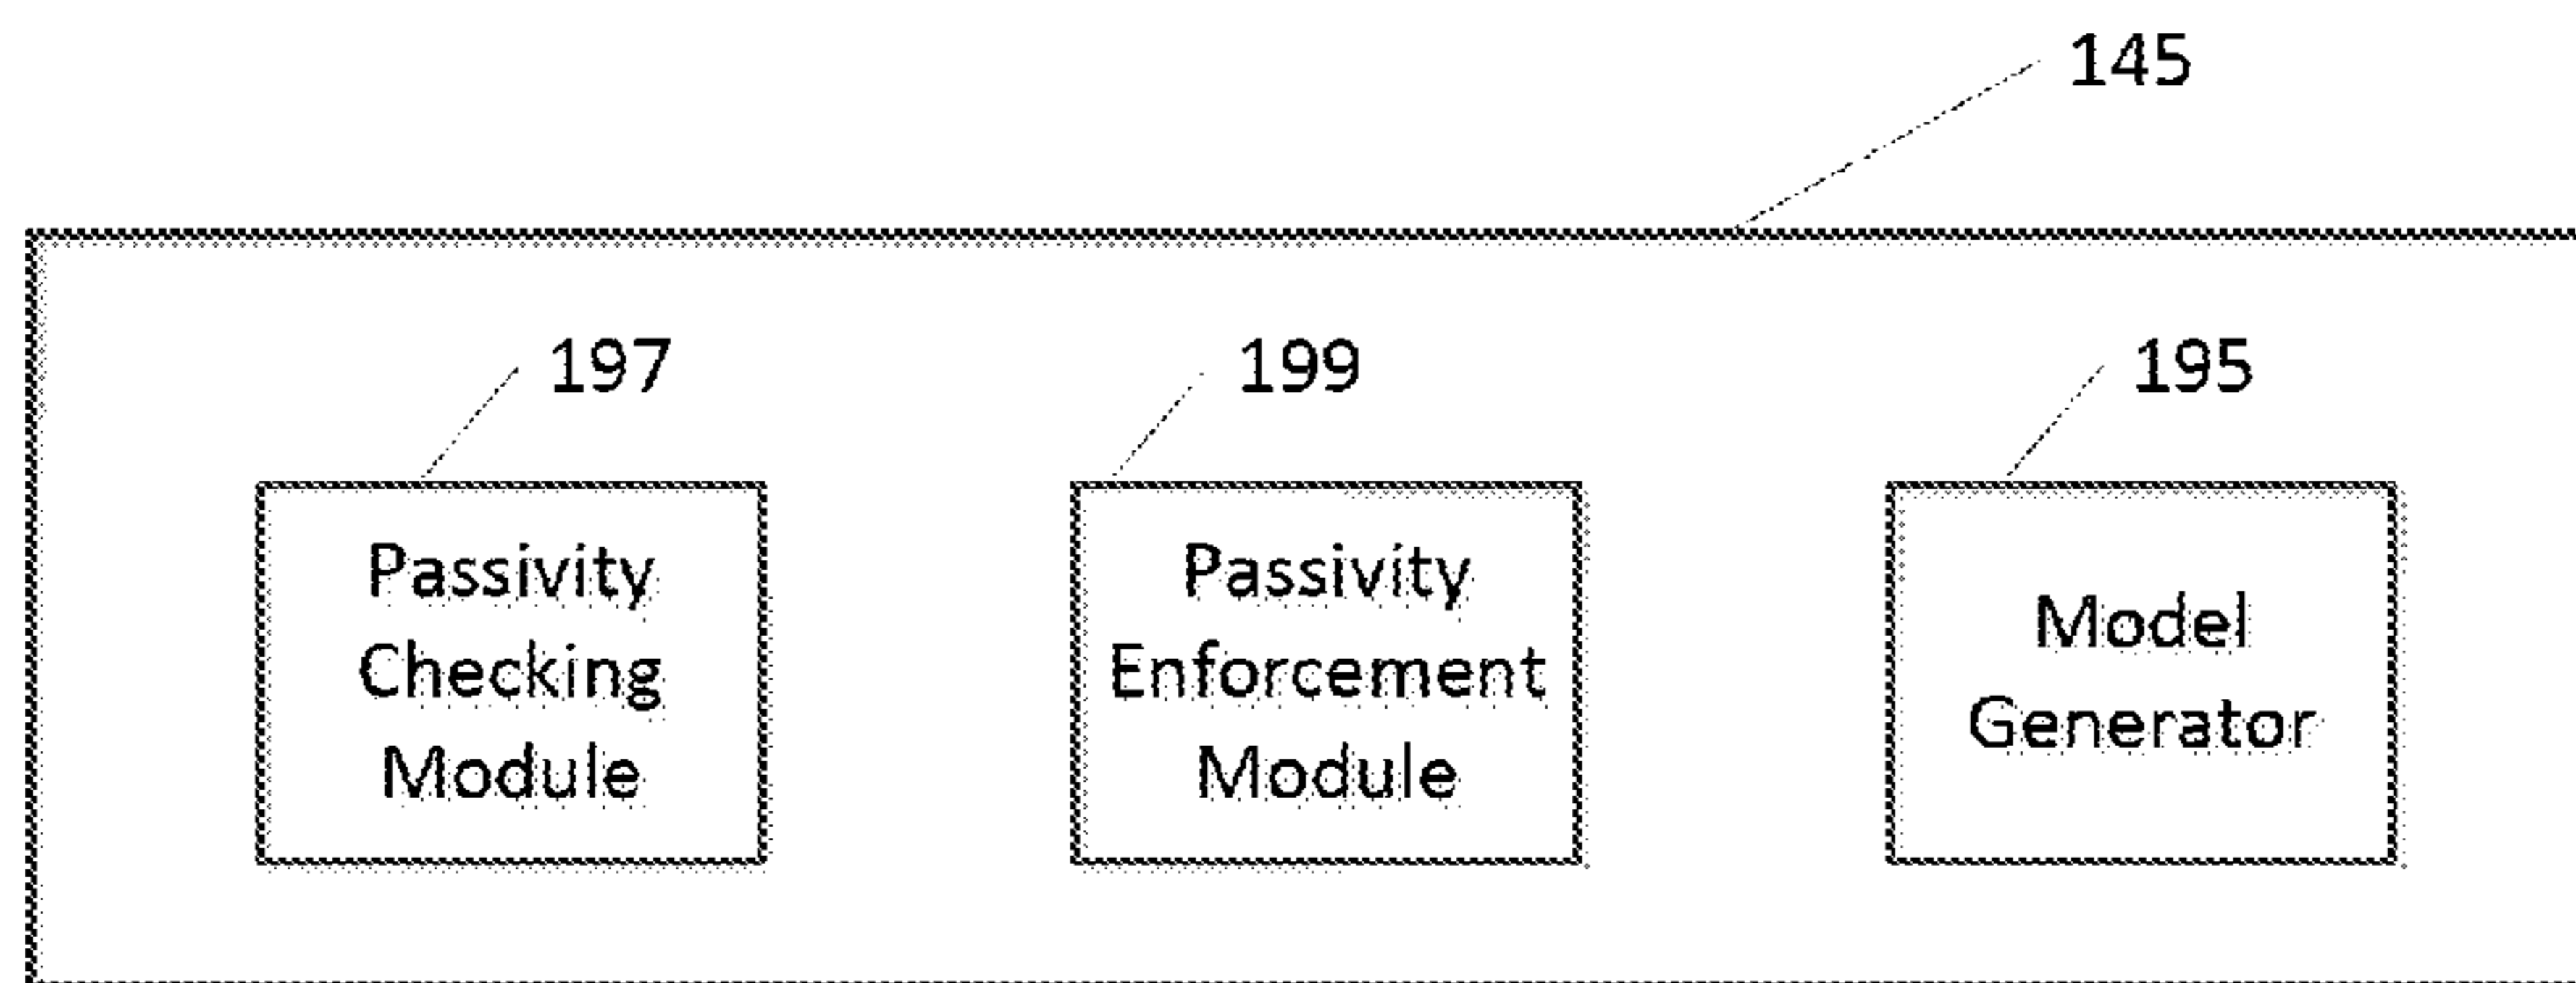 145
197
199
195
Passivity
Checking
Module
Passivity
Enforcement
Module
Model
Generator